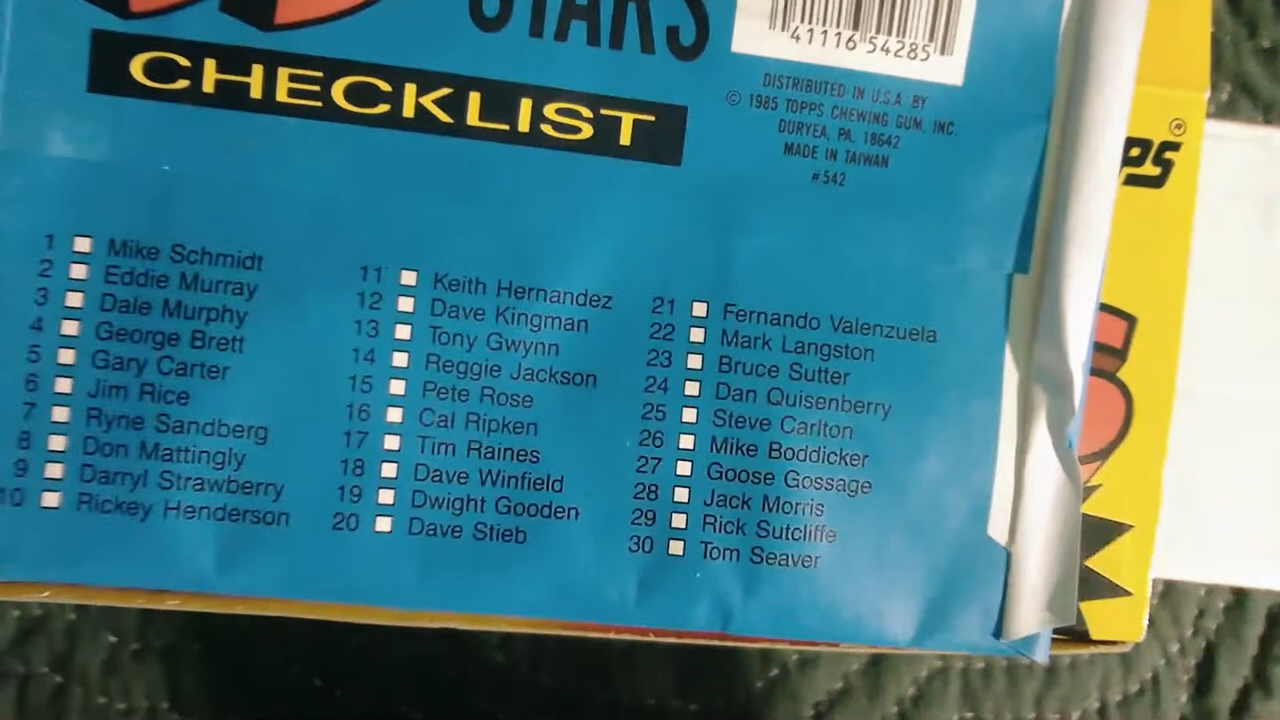 STARS
CHECKLIST
41116 54285
DISTRIBUTED IN U.S.A. BY
© 1985 TOPPS CHEWING GUM, INC.
DURYEA, PA. 18642
MADE IN TAIWAN
#542
1 Mike Schmidt
2 Eddie Murray
3 Dale Murphy
4 George Brett
5 Gary Carter
6 Jim Rice
7 Ryne Sandberg
8 Don Mattingly
9 Darryl Strawberry
10 Rickey Henderson
11 Keith Hernandez
12 Dave Kingman
13 Tony Gwynn
14 Reggie Jackson
15 Pete Rose
16 Cal Ripken
17 Tim Raines
18 Dave Winfield
19 Dwight Gooden
20 Dave Stieb
21 Fernando Valenzuela
22 Mark Langston
23 Bruce Sutter
24 Dan Quisenberry
25 Steve Carlton
26 Mike Boddicker
27 Goose Gossage
28 Jack Morris
29 Rick Sutcliffe
30 Tom Seaver
PS®